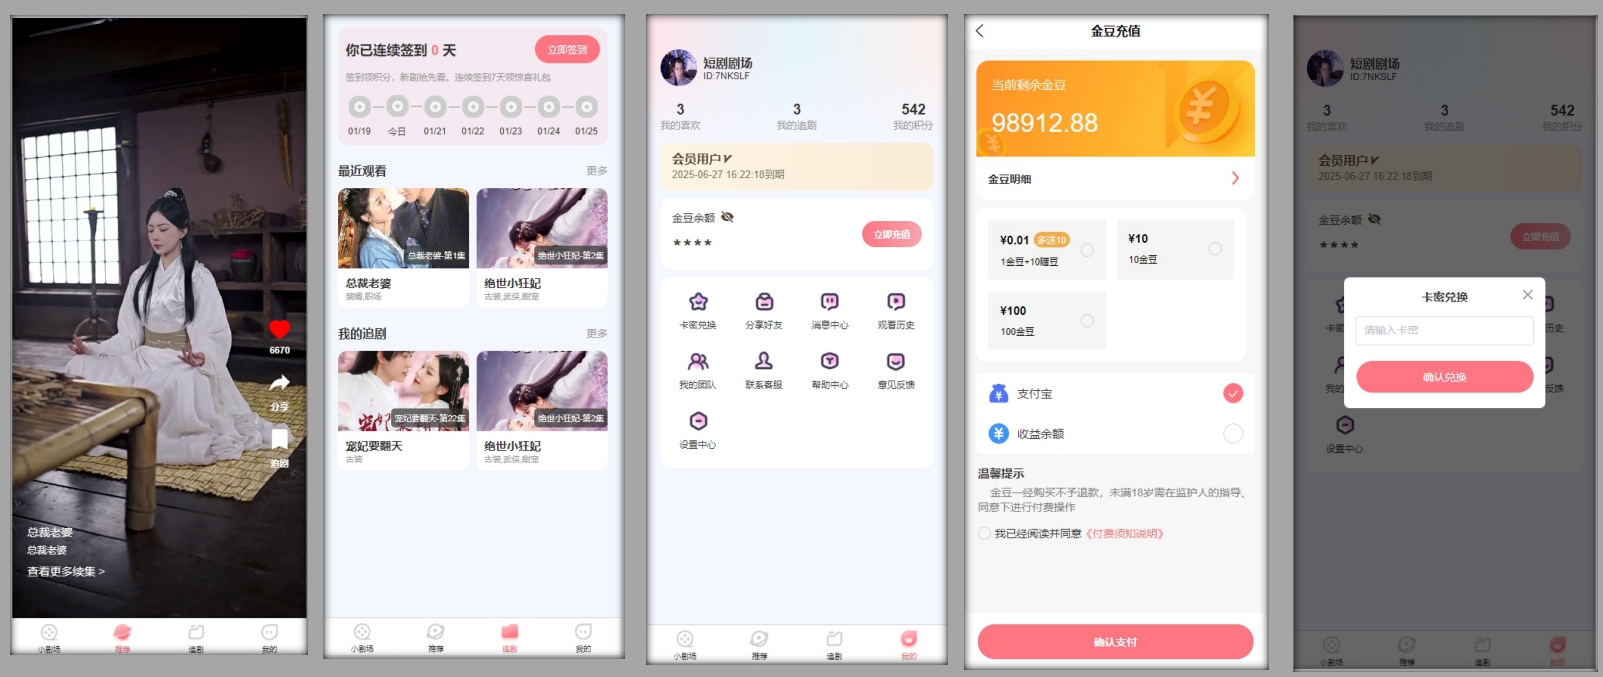 6670
分享
追剧
总裁老婆
总裁老婆
查看更多续集 >
小剧场
推荐
追剧
我的
你已连续签到 0 天
立即签到
签到领积分，新剧抢先看。连续签到7天领惊喜礼包
01/19
今日
01/21
01/22
01/23
01/24
01/25
最近观看
更多
总裁老婆-第1集
绝世小狂妃-第2集
总裁老婆
绝世小狂妃
古装,武侠,甜宠
我的追剧
更多
宠妃要翻天-第22集
绝世小狂妃-第2集
宠妃要翻天
古装
绝世小狂妃
古装,武侠,甜宠
小剧场
推荐
追剧
我的
短剧剧场
ID:7NKSLF
3
我的喜欢
3
我的追剧
542
我的积分
会员用户V
2025-06-27 16:22:18到期
金豆余额
****
立即充值
卡密兑换
分享好友
消息中心
观看历史
我的团队
联系客服
帮助中心
意见反馈
设置中心
小剧场
推荐
追剧
我的
金豆充值
当前剩余金豆
98912.88
金豆明细
¥0.01 多送10
1金豆+10赠豆
¥10
10金豆
¥100
100金豆
支付宝
收益余额
温馨提示
金豆一经购买不予退款，未满18岁需在监护人的指导、
同意下进行付费操作
我已经阅读并同意《付费须知说明》
确认支付
短剧剧场
ID:7NKSLF
3
我的喜欢
3
我的追剧
542
我的积分
会员用户V
2025-06-27 16:22:18到期
金豆余额
****
立即充值
卡密兑换
请输入卡密
确认兑换
卡密
历史
我的
反馈
设置中心
小剧场
推荐
追剧
我的